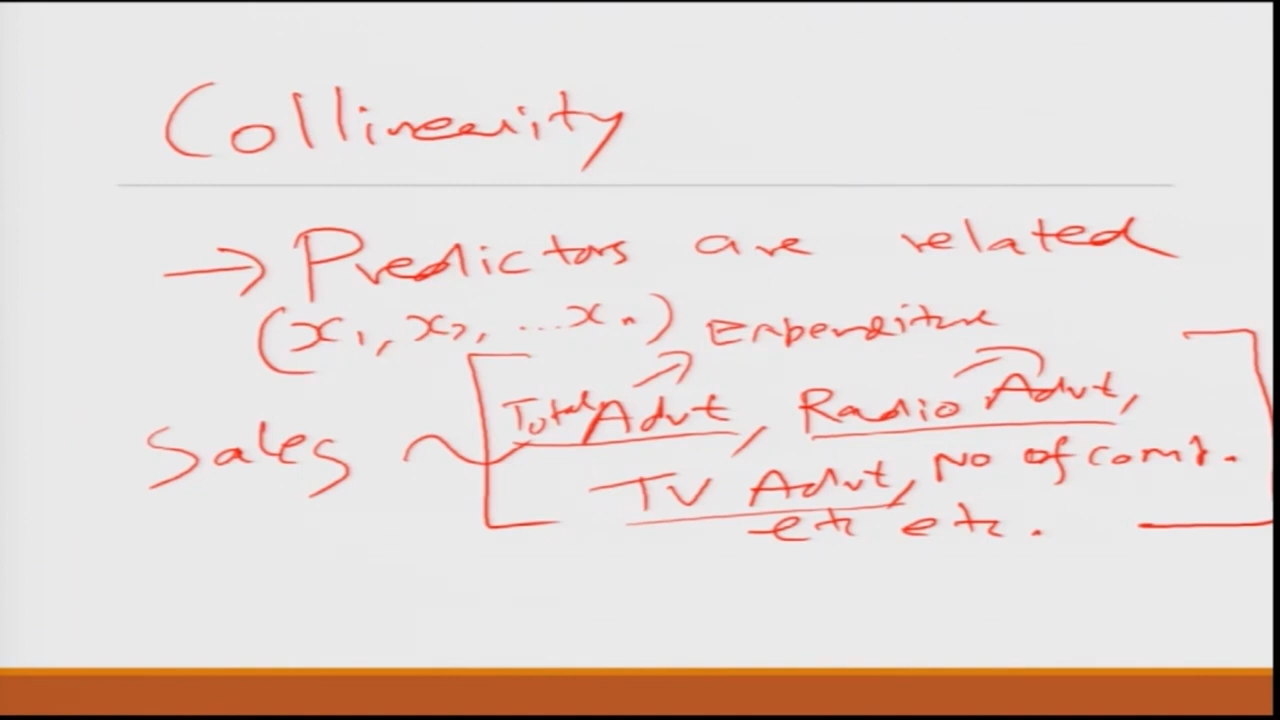 Collinearity
→ Predictors are related
(x1, x2, ...xn) Expenditure
Total Advt, Radio Advt,
Sales ~
TV Advt, No of comt.
etc etc.